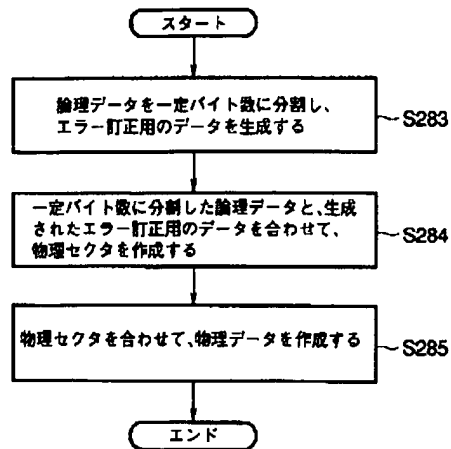 スタート
論理データを一定バイト数に分割し、
エラー訂正用のデータを生成する
S283
一定バイト数に分割した論理データと、生成
されたエラー訂正用のデータを合わせて、
物理セクタを作成する
S284
物理セクタを合わせて、物理データを作成する
S285
エンド